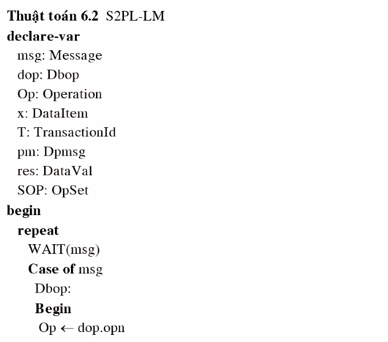 Thuật toán 6.2 S2PL-LM
declare-var
msg: Message
dop: Dbop
Op: Operation
x: DataItem
T: TransactionId
pm: Dpmsg
res: DataVal
SOP: OpSet
begin
repeat
WAIT(msg)
Case of msg
Dbop:
Begin
Op ← dop.opn